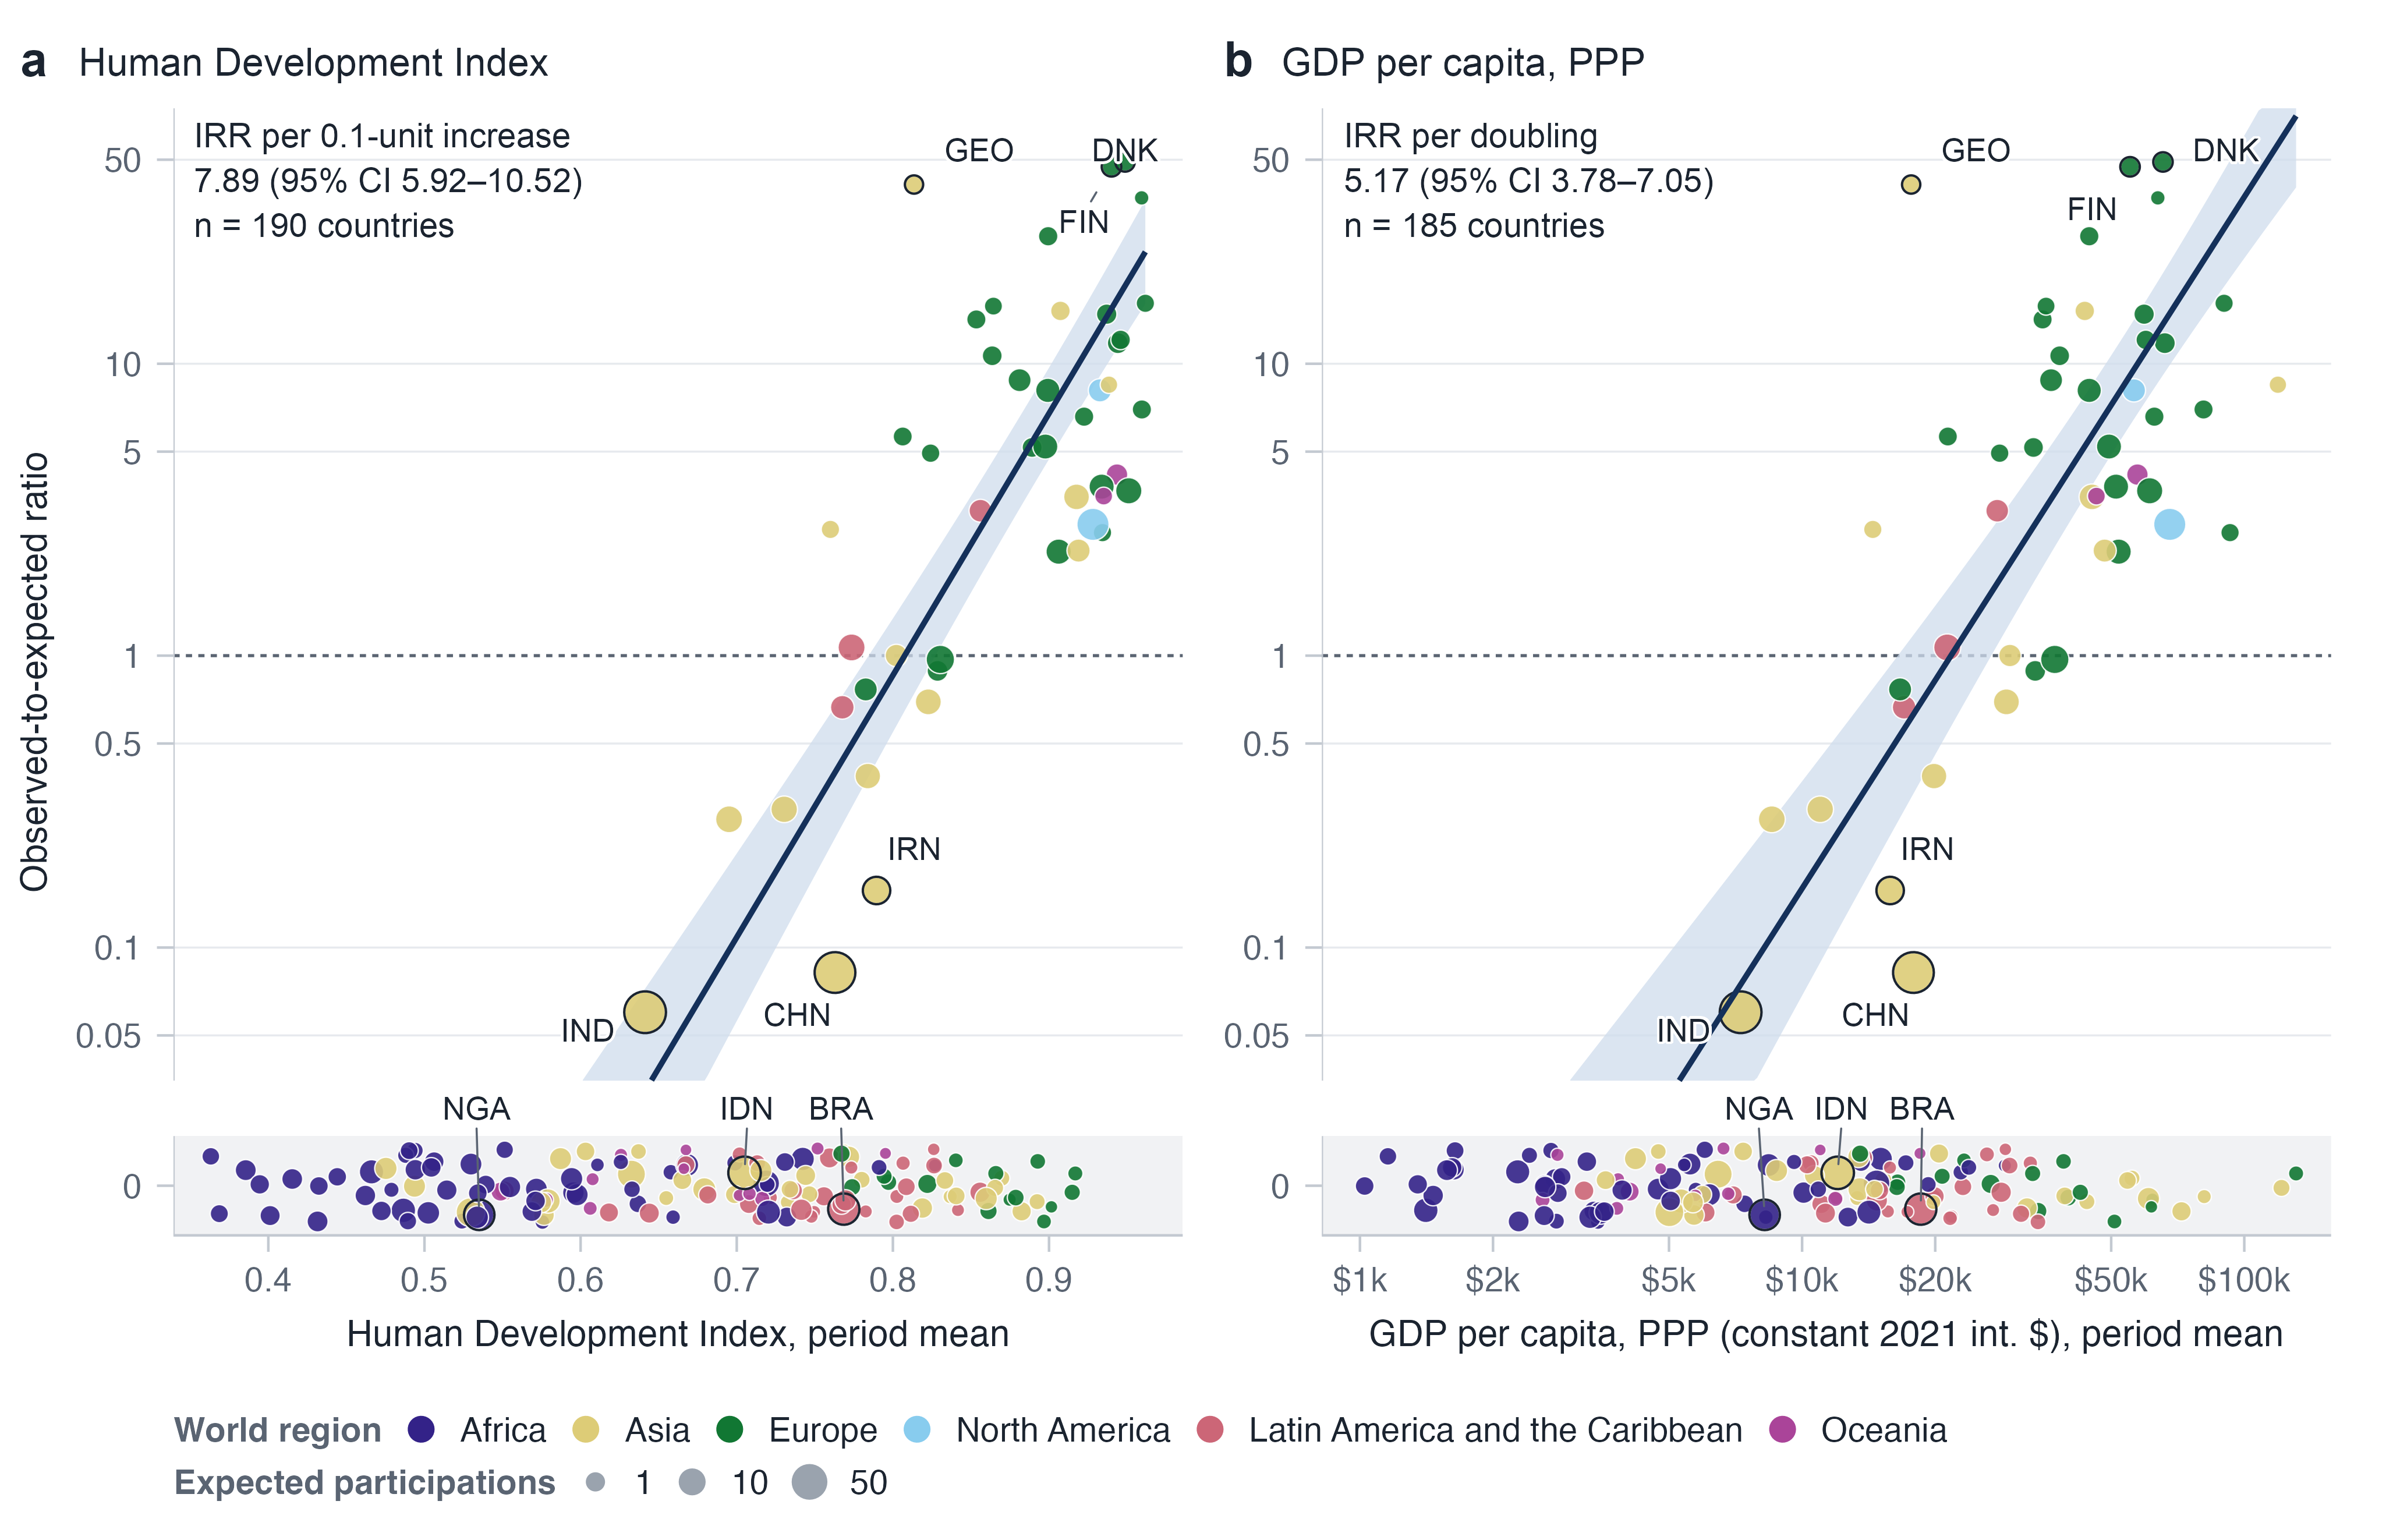 a Human Development Index
IRR per 0.1-unit increase
7.89 (95% CI 5.92–10.52)
n = 190 countries
Observed-to-expected ratio
50
10
5
1
0.5
0.1
0.05
0
GEO
DNK
FIN
IRN
CHN
IND
NGA
IDN
BRA
0.4
0.5
0.6
0.7
0.8
0.9
Human Development Index, period mean
b GDP per capita, PPP
IRR per doubling
5.17 (95% CI 3.78–7.05)
n = 185 countries
50
10
5
1
0.5
0.1
0.05
0
GEO
DNK
FIN
IRN
CHN
IND
NGA
IDN
BRA
$1k
$2k
$5k
$10k
$20k
$50k
$100k
GDP per capita, PPP (constant 2021 int. $), period mean
World region Africa Asia Europe North America Latin America and the Caribbean Oceania
Expected participations 1 10 50